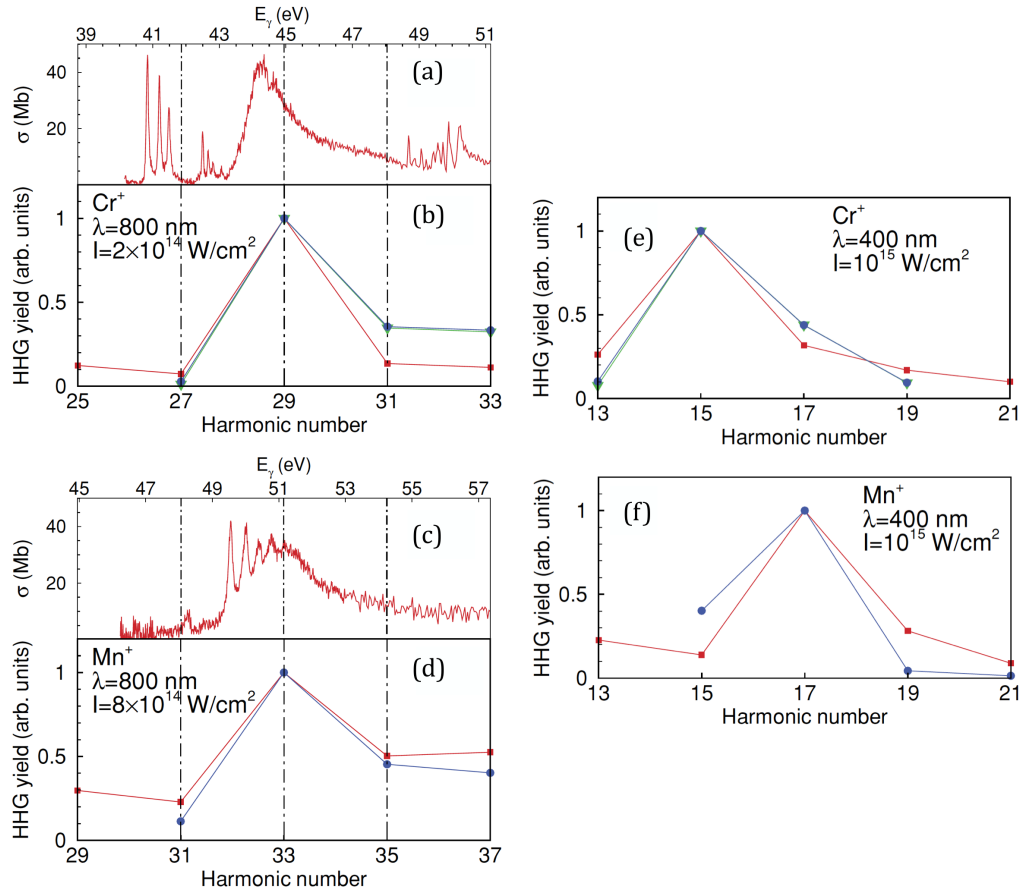 E_γ (eV)
39 41 43 45 47 49 51
(a)
σ (Mb)
40
20
Cr⁺
λ=800 nm
I=2×10¹⁴ W/cm²
(b)
HHG yield (arb. units)
1
0.5
0
25 27 29 31 33
Harmonic number
Cr⁺
λ=400 nm
I=10¹⁵ W/cm²
(e)
HHG yield (arb. units)
1
0.5
0
13 15 17 19 21
Harmonic number
E_γ (eV)
45 47 49 51 53 55 57
(c)
σ (Mb)
40
20
Mn⁺
λ=800 nm
I=8×10¹⁴ W/cm²
(d)
HHG yield (arb. units)
1
0.5
0
29 31 33 35 37
Harmonic number
(f)
Mn⁺
λ=400 nm
I=10¹⁵ W/cm²
HHG yield (arb. units)
1
0.5
0
13 15 17 19 21
Harmonic number